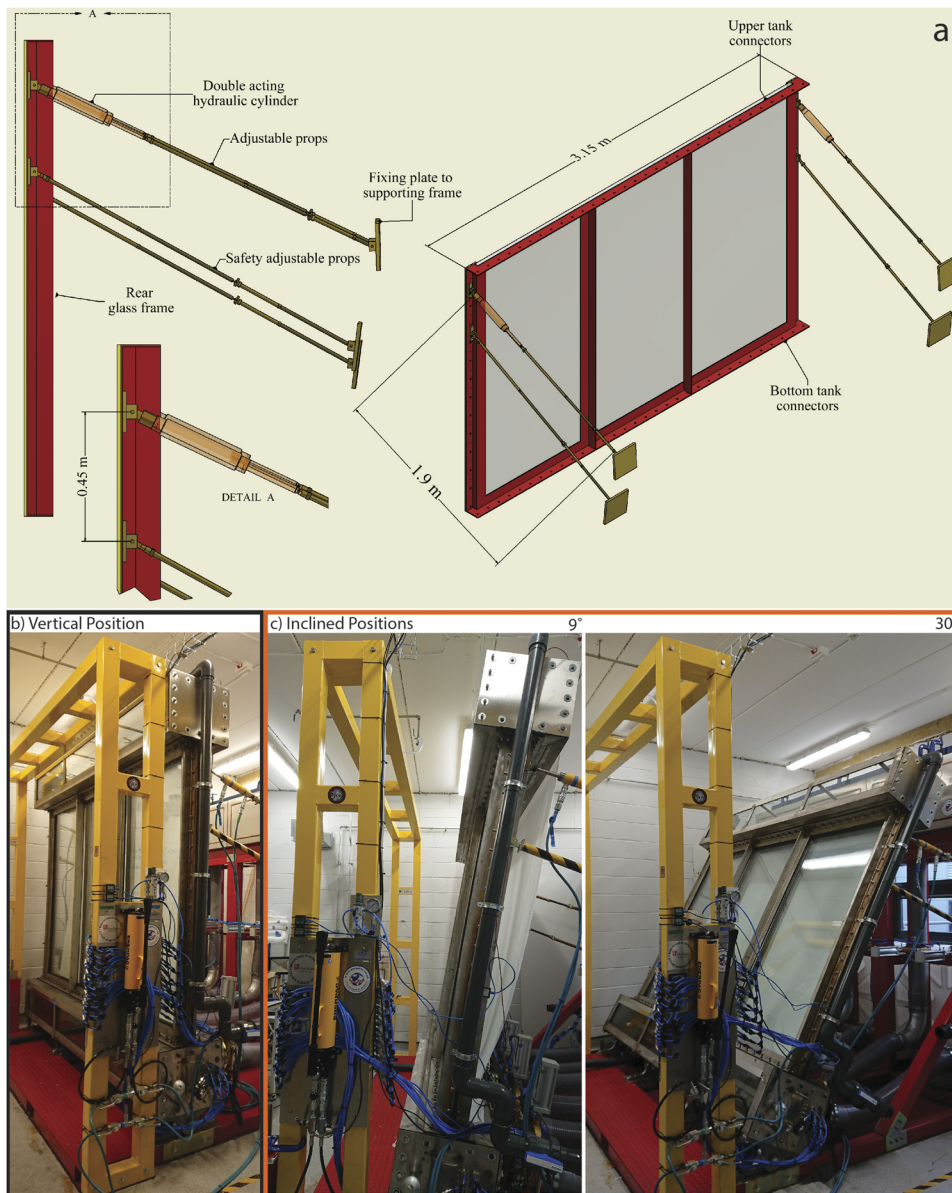 A
a
Upper tank
connectors
Double acting
hydraulic cylinder
Adjustable props
3.15 m
Fixing plate to
supporting frame
Safety adjustable props
Rear
glass frame
Bottom tank
connectors
0.45 m
DETAIL A
1.9 m
b) Vertical Position
c) Inclined Positions
9°
30